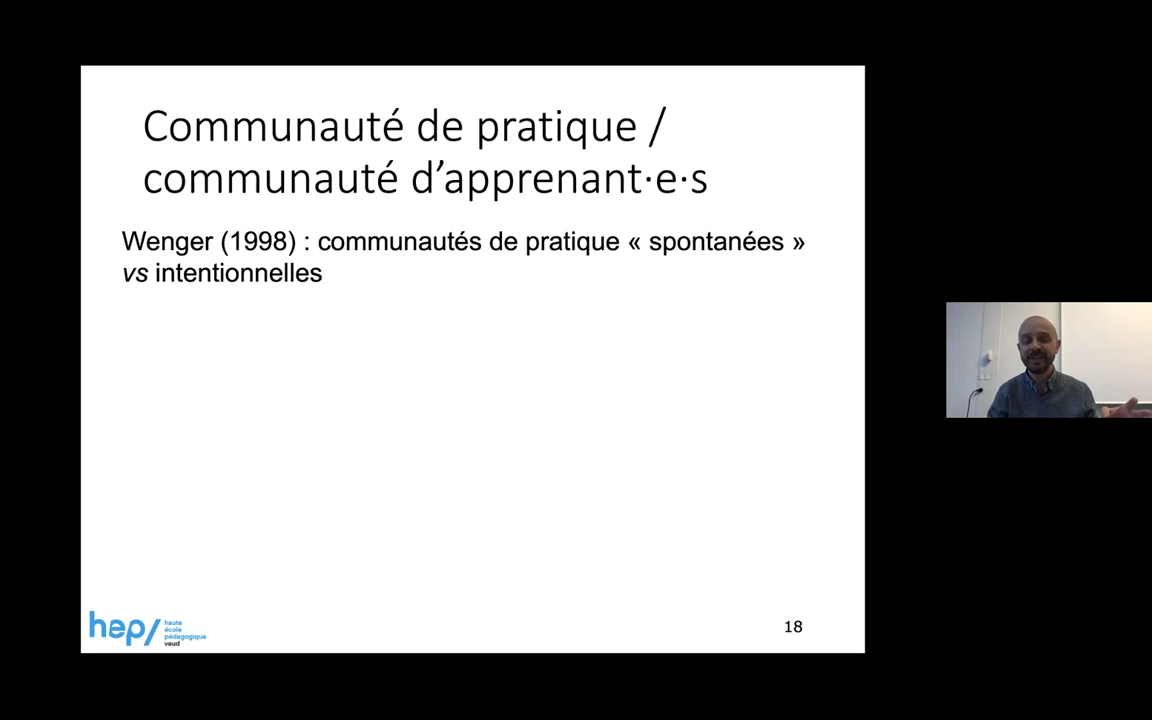 Communauté de pratique /
communauté d’apprenant·e·s
Wenger (1998) : communautés de pratique « spontanées »
vs intentionnelles
hep/
haute
école
pédagogique
vaud
18